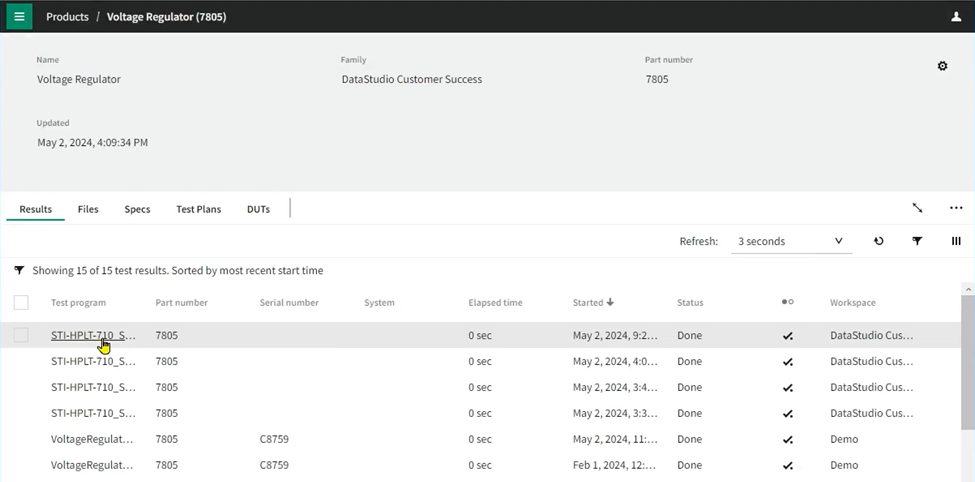 Products / Voltage Regulator (7805)
Name Family Part number
Voltage Regulator DataStudio Customer Success 7805
Updated
May 2, 2024, 4:09:34 PM
Results Files Specs Test Plans DUTs
Refresh: 3 seconds
Showing 15 of 15 test results. Sorted by most recent start time
Test program Part number Serial number System Elapsed time Started Status Workspace
STI-HPLT-710_S... 7805 0 sec May 2, 2024, 9:2... Done DataStudio Cus...
STI-HPLT-710_S... 7805 0 sec May 2, 2024, 4:0... Done DataStudio Cus...
STI-HPLT-710_S... 7805 0 sec May 2, 2024, 3:4... Done DataStudio Cus...
STI-HPLT-710_S... 7805 0 sec May 2, 2024, 3:3... Done DataStudio Cus...
VoltageRegulat... 7805 C8759 0 sec May 2, 2024, 11:... Done Demo
VoltageRegulat... 7805 C8759 0 sec Feb 1, 2024, 12:... Done Demo